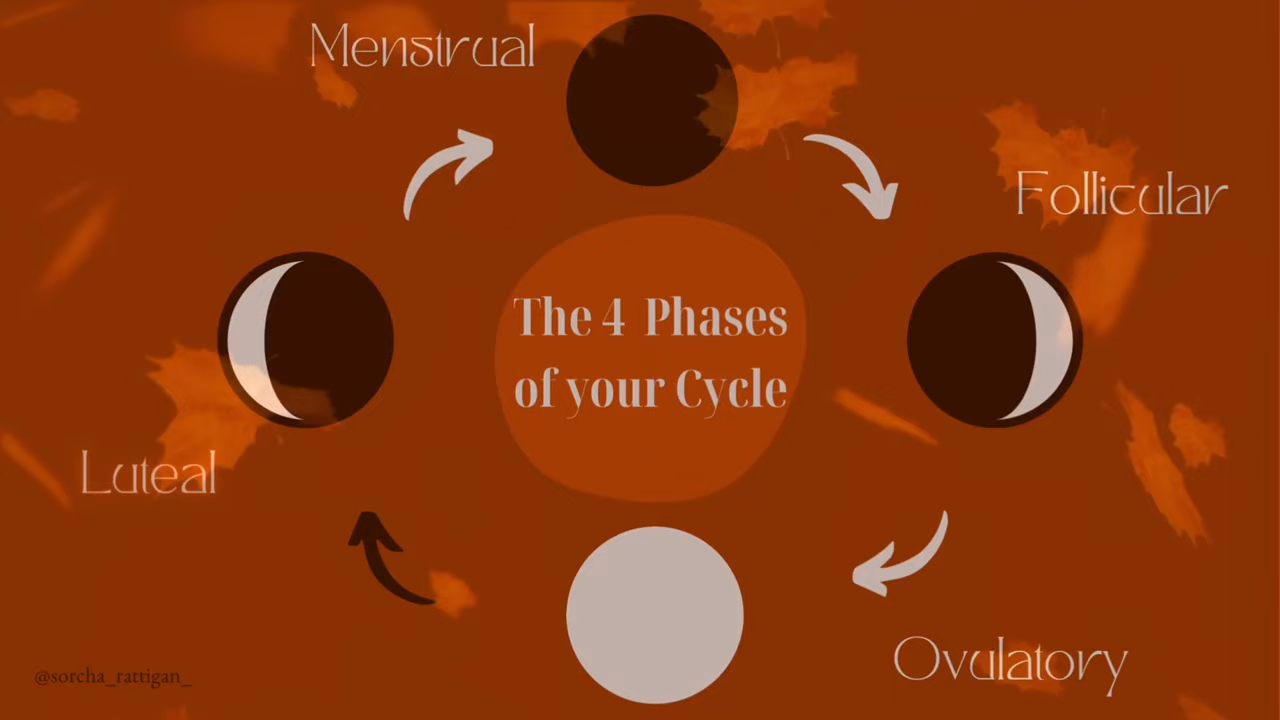 Menstrual
Follicular
The 4 Phases
of your Cycle
Luteal
Ovulatory
@sorcha_rattigan_